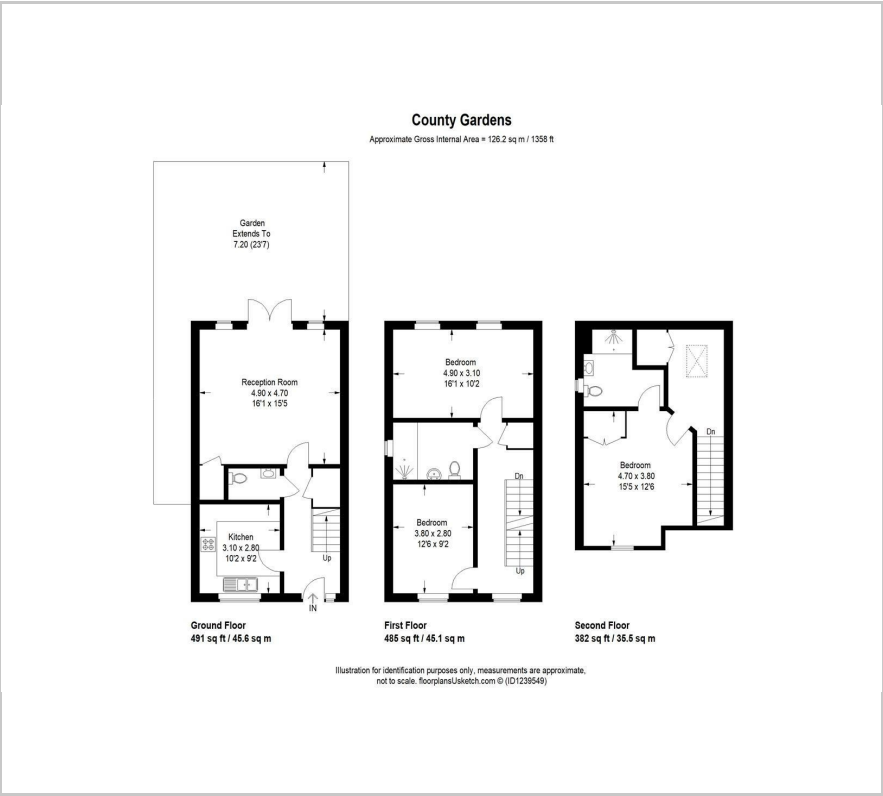 County Gardens
Approximate Gross Internal Area = 126.2 sq m / 1358 ft
Garden
Extends To
7.20 (23'7)
Reception Room
4.90 x 4.70
16'1 x 15'5
Kitchen
3.10 x 2.80
10'2 x 9'2
Up
IN
Ground Floor
491 sq ft / 45.6 sq m
Bedroom
4.90 x 3.10
16'1 x 10'2
Dn
Bedroom
3.80 x 2.80
12'6 x 9'2
Up
First Floor
485 sq ft / 45.1 sq m
Dn
Bedroom
4.70 x 3.80
15'5 x 12'6
Second Floor
382 sq ft / 35.5 sq m
Illustration for identification purposes only, measurements are approximate,
not to scale. floorplansUsketch.com © (ID1239549)